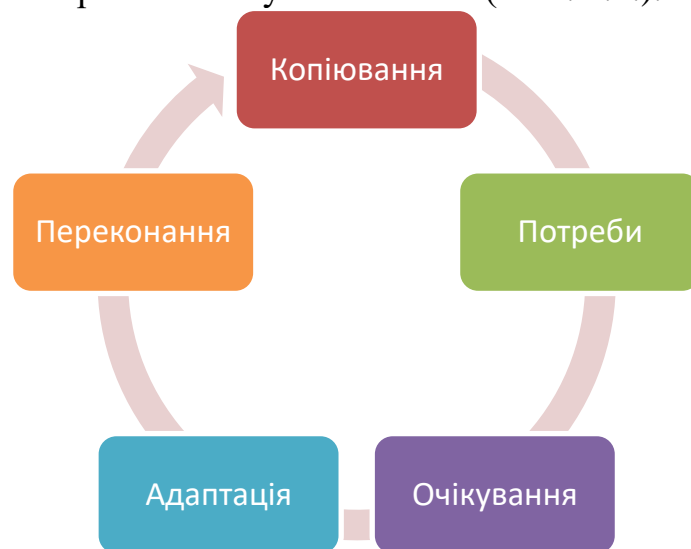 Копіювання
Потреби
Очікування
Адаптація
Переконання